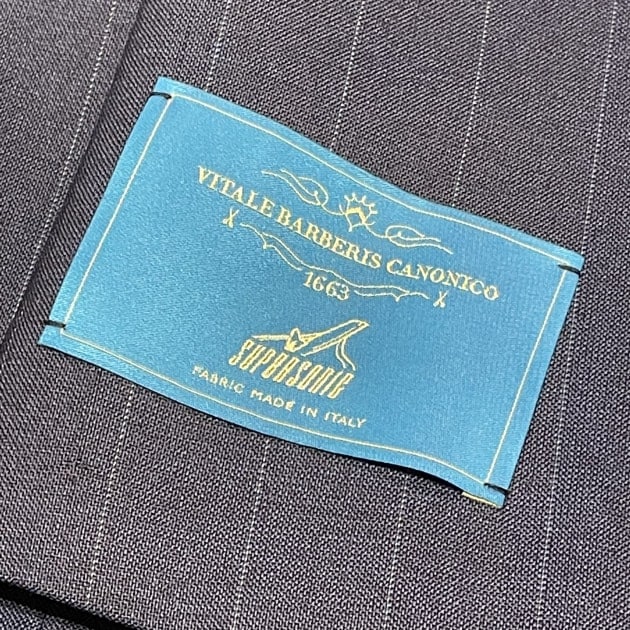 VITALE BARBERIS CANONICO
1663
SUPERSONIC
FABRIC MADE IN ITALY